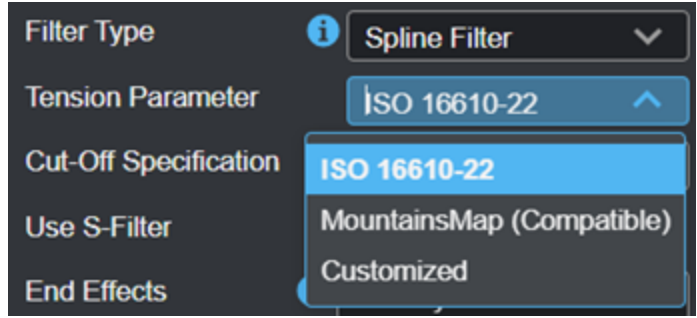 Filter Type
Spline Filter
Tension Parameter
ISO 16610-22
Cut-Off Specification
ISO 16610-22
Use S-Filter
MountainsMap (Compatible)
Customized
End Effects